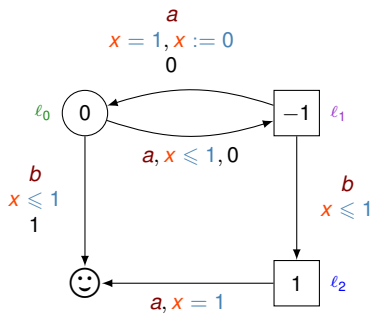 a
x = 1, x := 0
0
ℓ0
0
−1
ℓ1
a, x ⩽ 1, 0
b
x ⩽ 1
1
b
x ⩽ 1
1
ℓ2
a, x = 1